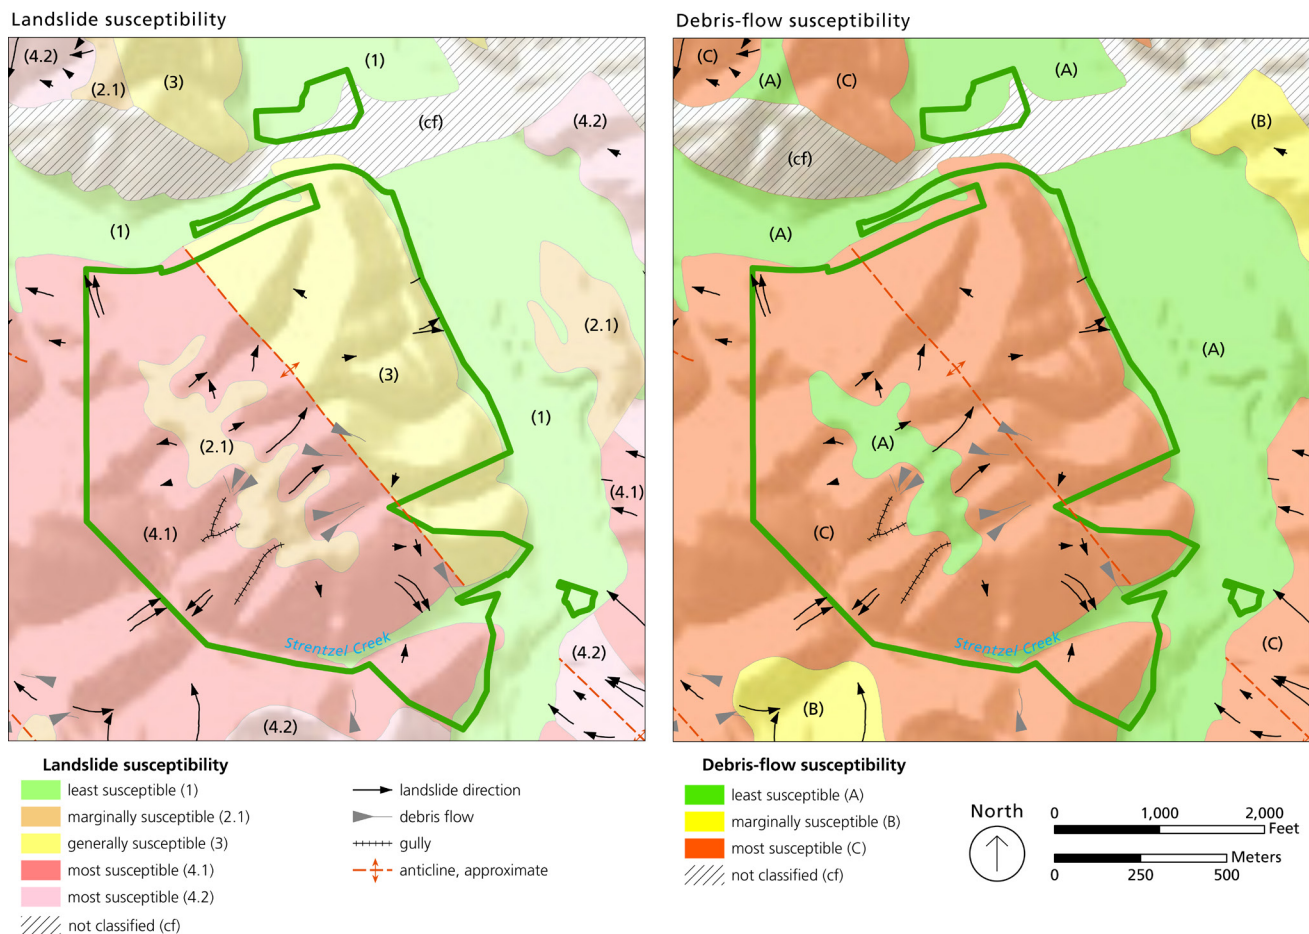 Landslide susceptibility
(4.2)
(2.1)
(3)
(1)
(cf)
(4.2)
(1)
(2.1)
(3)
(1)
(2.1)
(4.1)
(4.1)
Strentzel Creek
(4.2)
(4.2)
Debris-flow susceptibility
(C)
(A)
(C)
(A)
(B)
(cf)
(A)
(A)
(A)
(C)
Strentzel Creek
(C)
(B)
Landslide susceptibility
least susceptible (1)
marginally susceptible (2.1)
generally susceptible (3)
most susceptible (4.1)
most susceptible (4.2)
not classified (cf)
landslide direction
debris flow
gully
anticline, approximate
Debris-flow susceptibility
least susceptible (A)
marginally susceptible (B)
most susceptible (C)
not classified (cf)
North
0 1,000 2,000
Feet
Meters
0 250 500